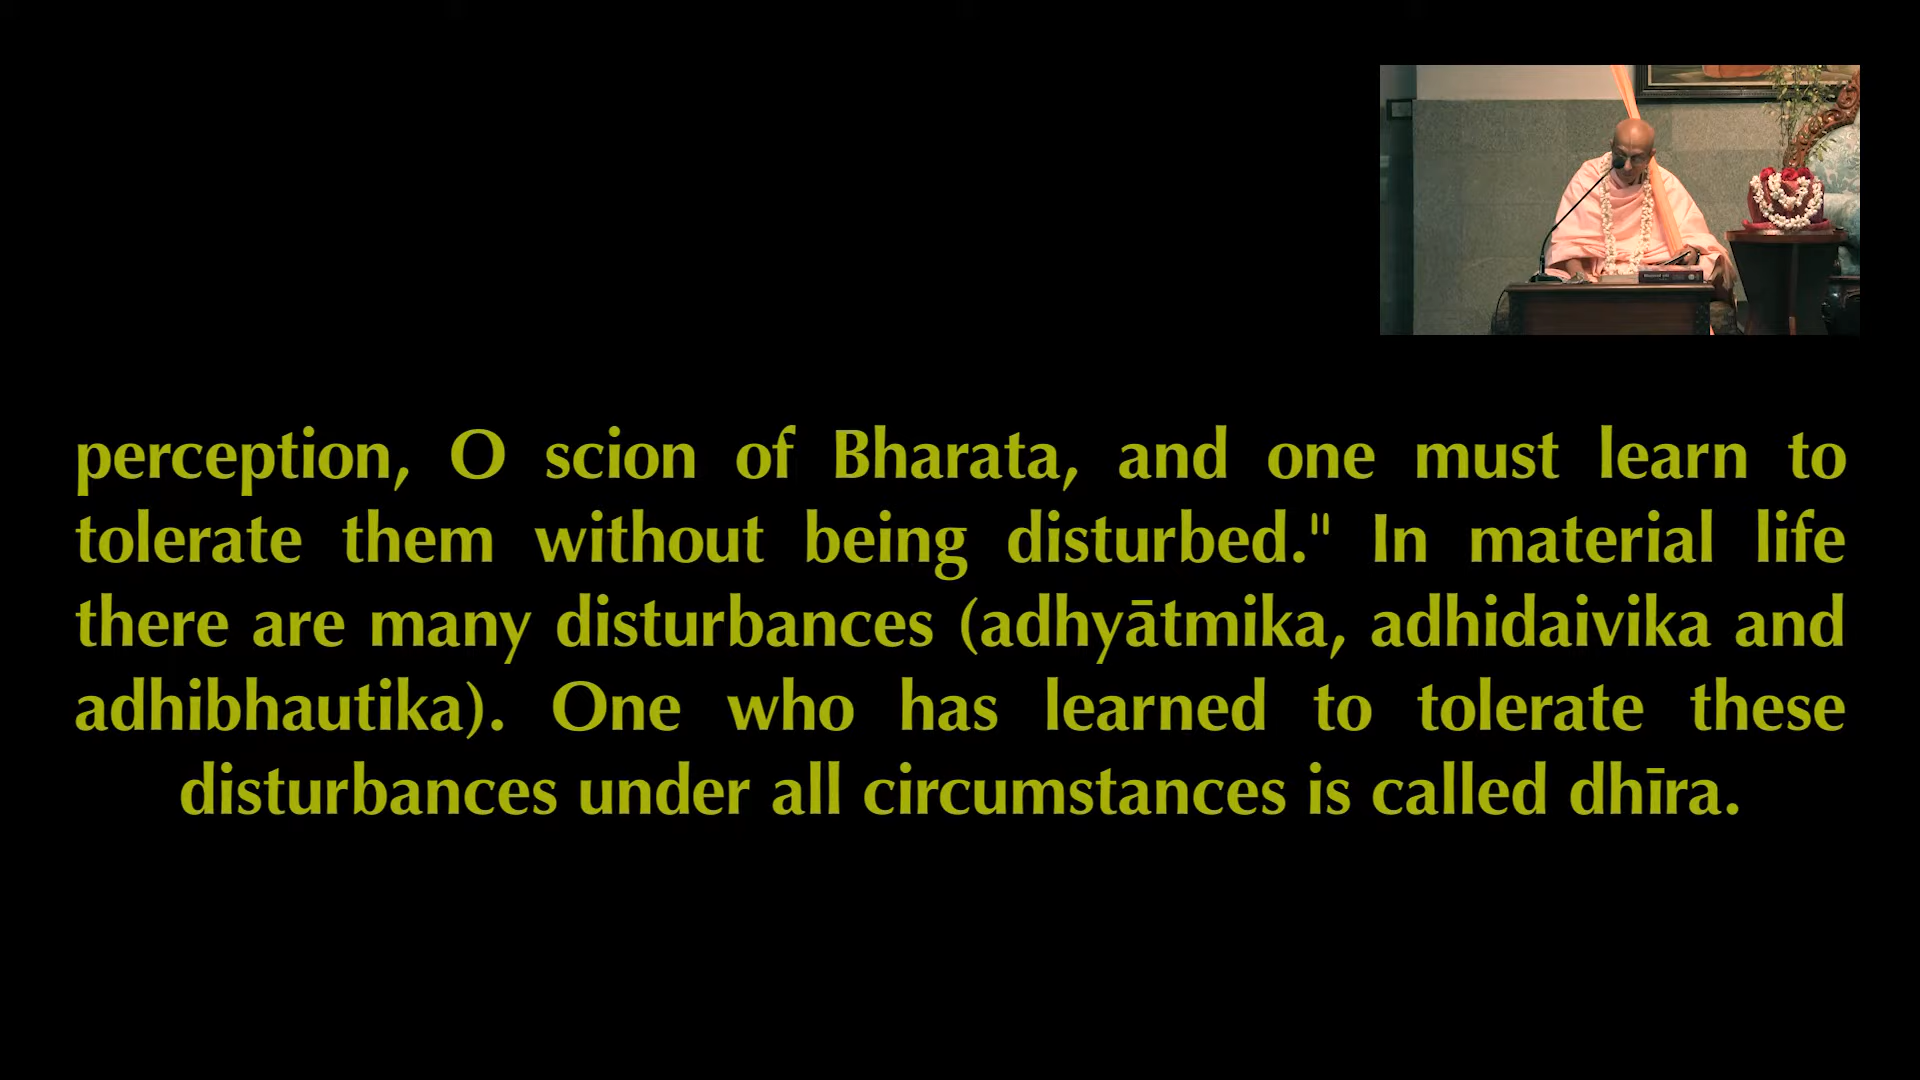 perception, O scion of Bharata, and one must learn to
tolerate them without being disturbed." In material life
there are many disturbances (adhyātmika, adhidaivika and
adhibhautika). One who has learned to tolerate these
disturbances under all circumstances is called dhīra.